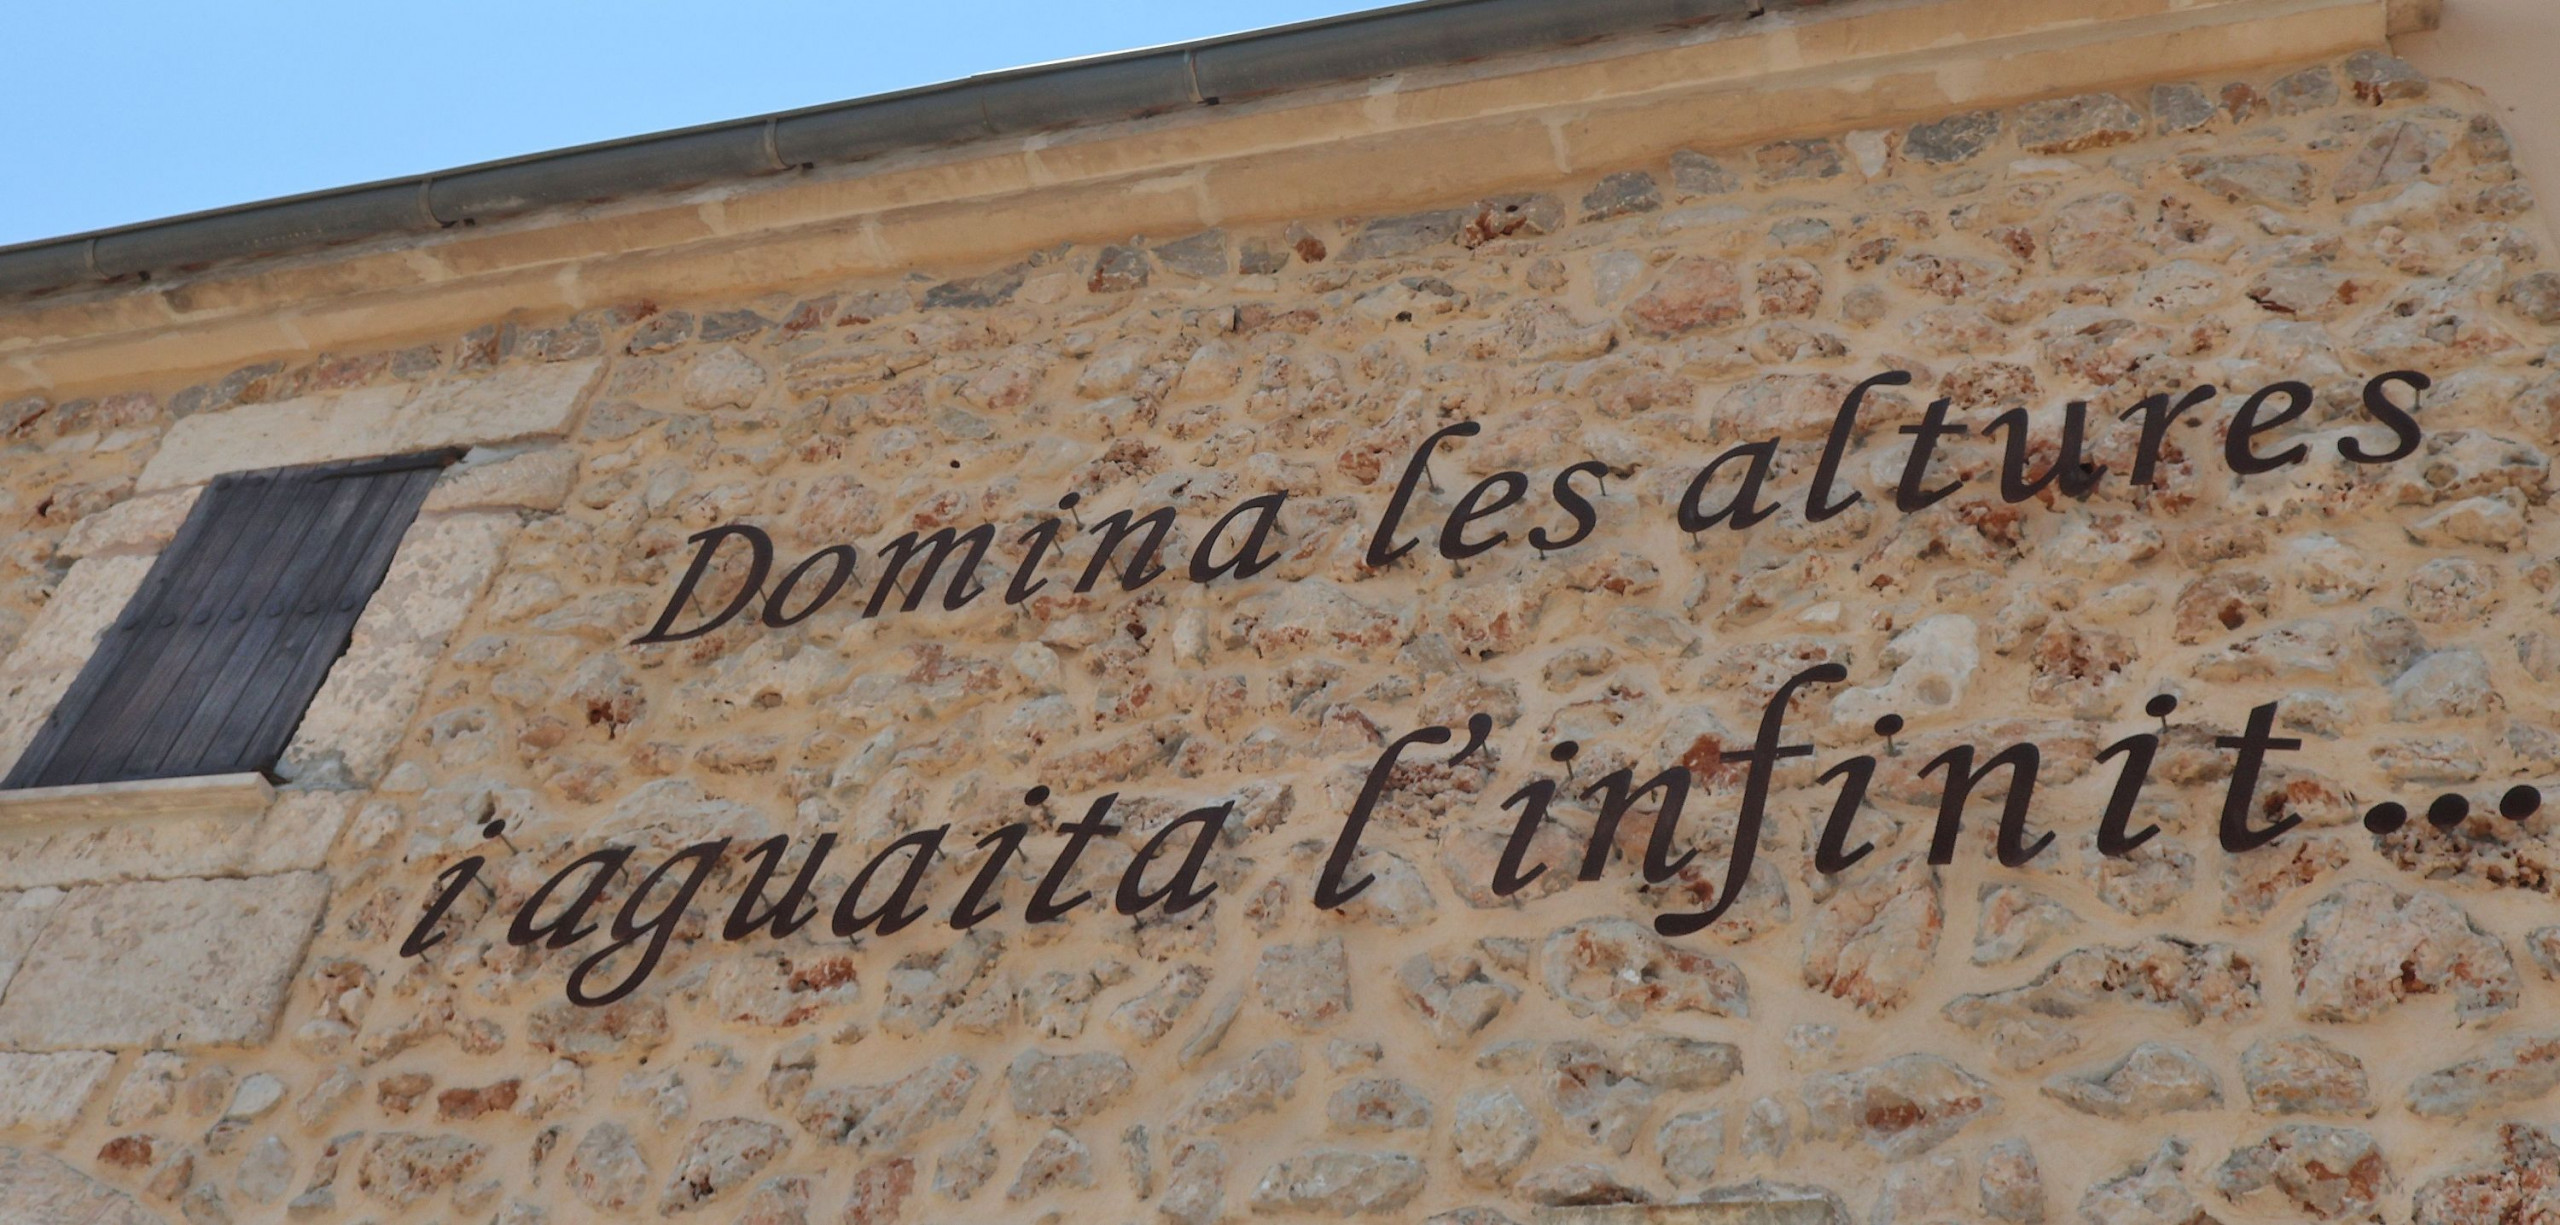 Domina les altures
i aguaita l'infinit...